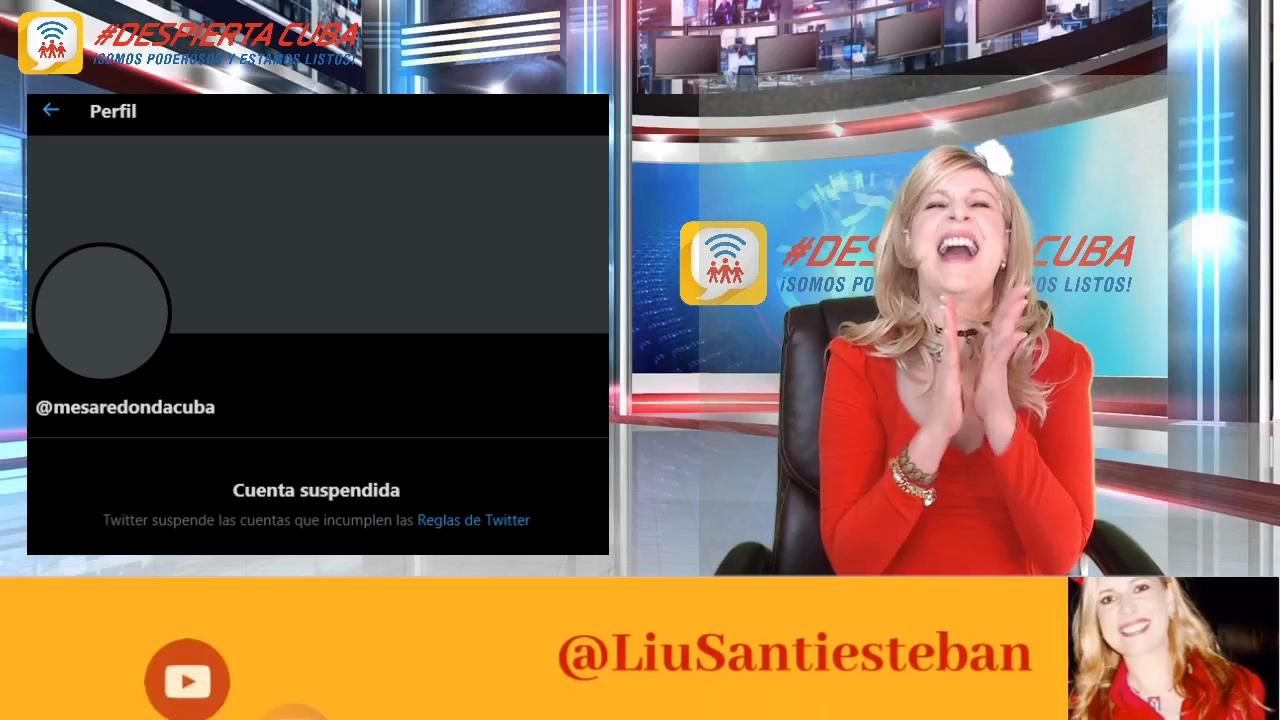 #DESPIERTA CUBA
¡SOMOS PODEROSOS Y ESTAMOS LISTOS!
Perfil
@mesaredondacuba
Cuenta suspendida
Twitter suspende las cuentas que incumplen las Reglas de Twitter
#DES CUBA
¡SOMOS PO OS LISTOS!
@LiuSantiesteban